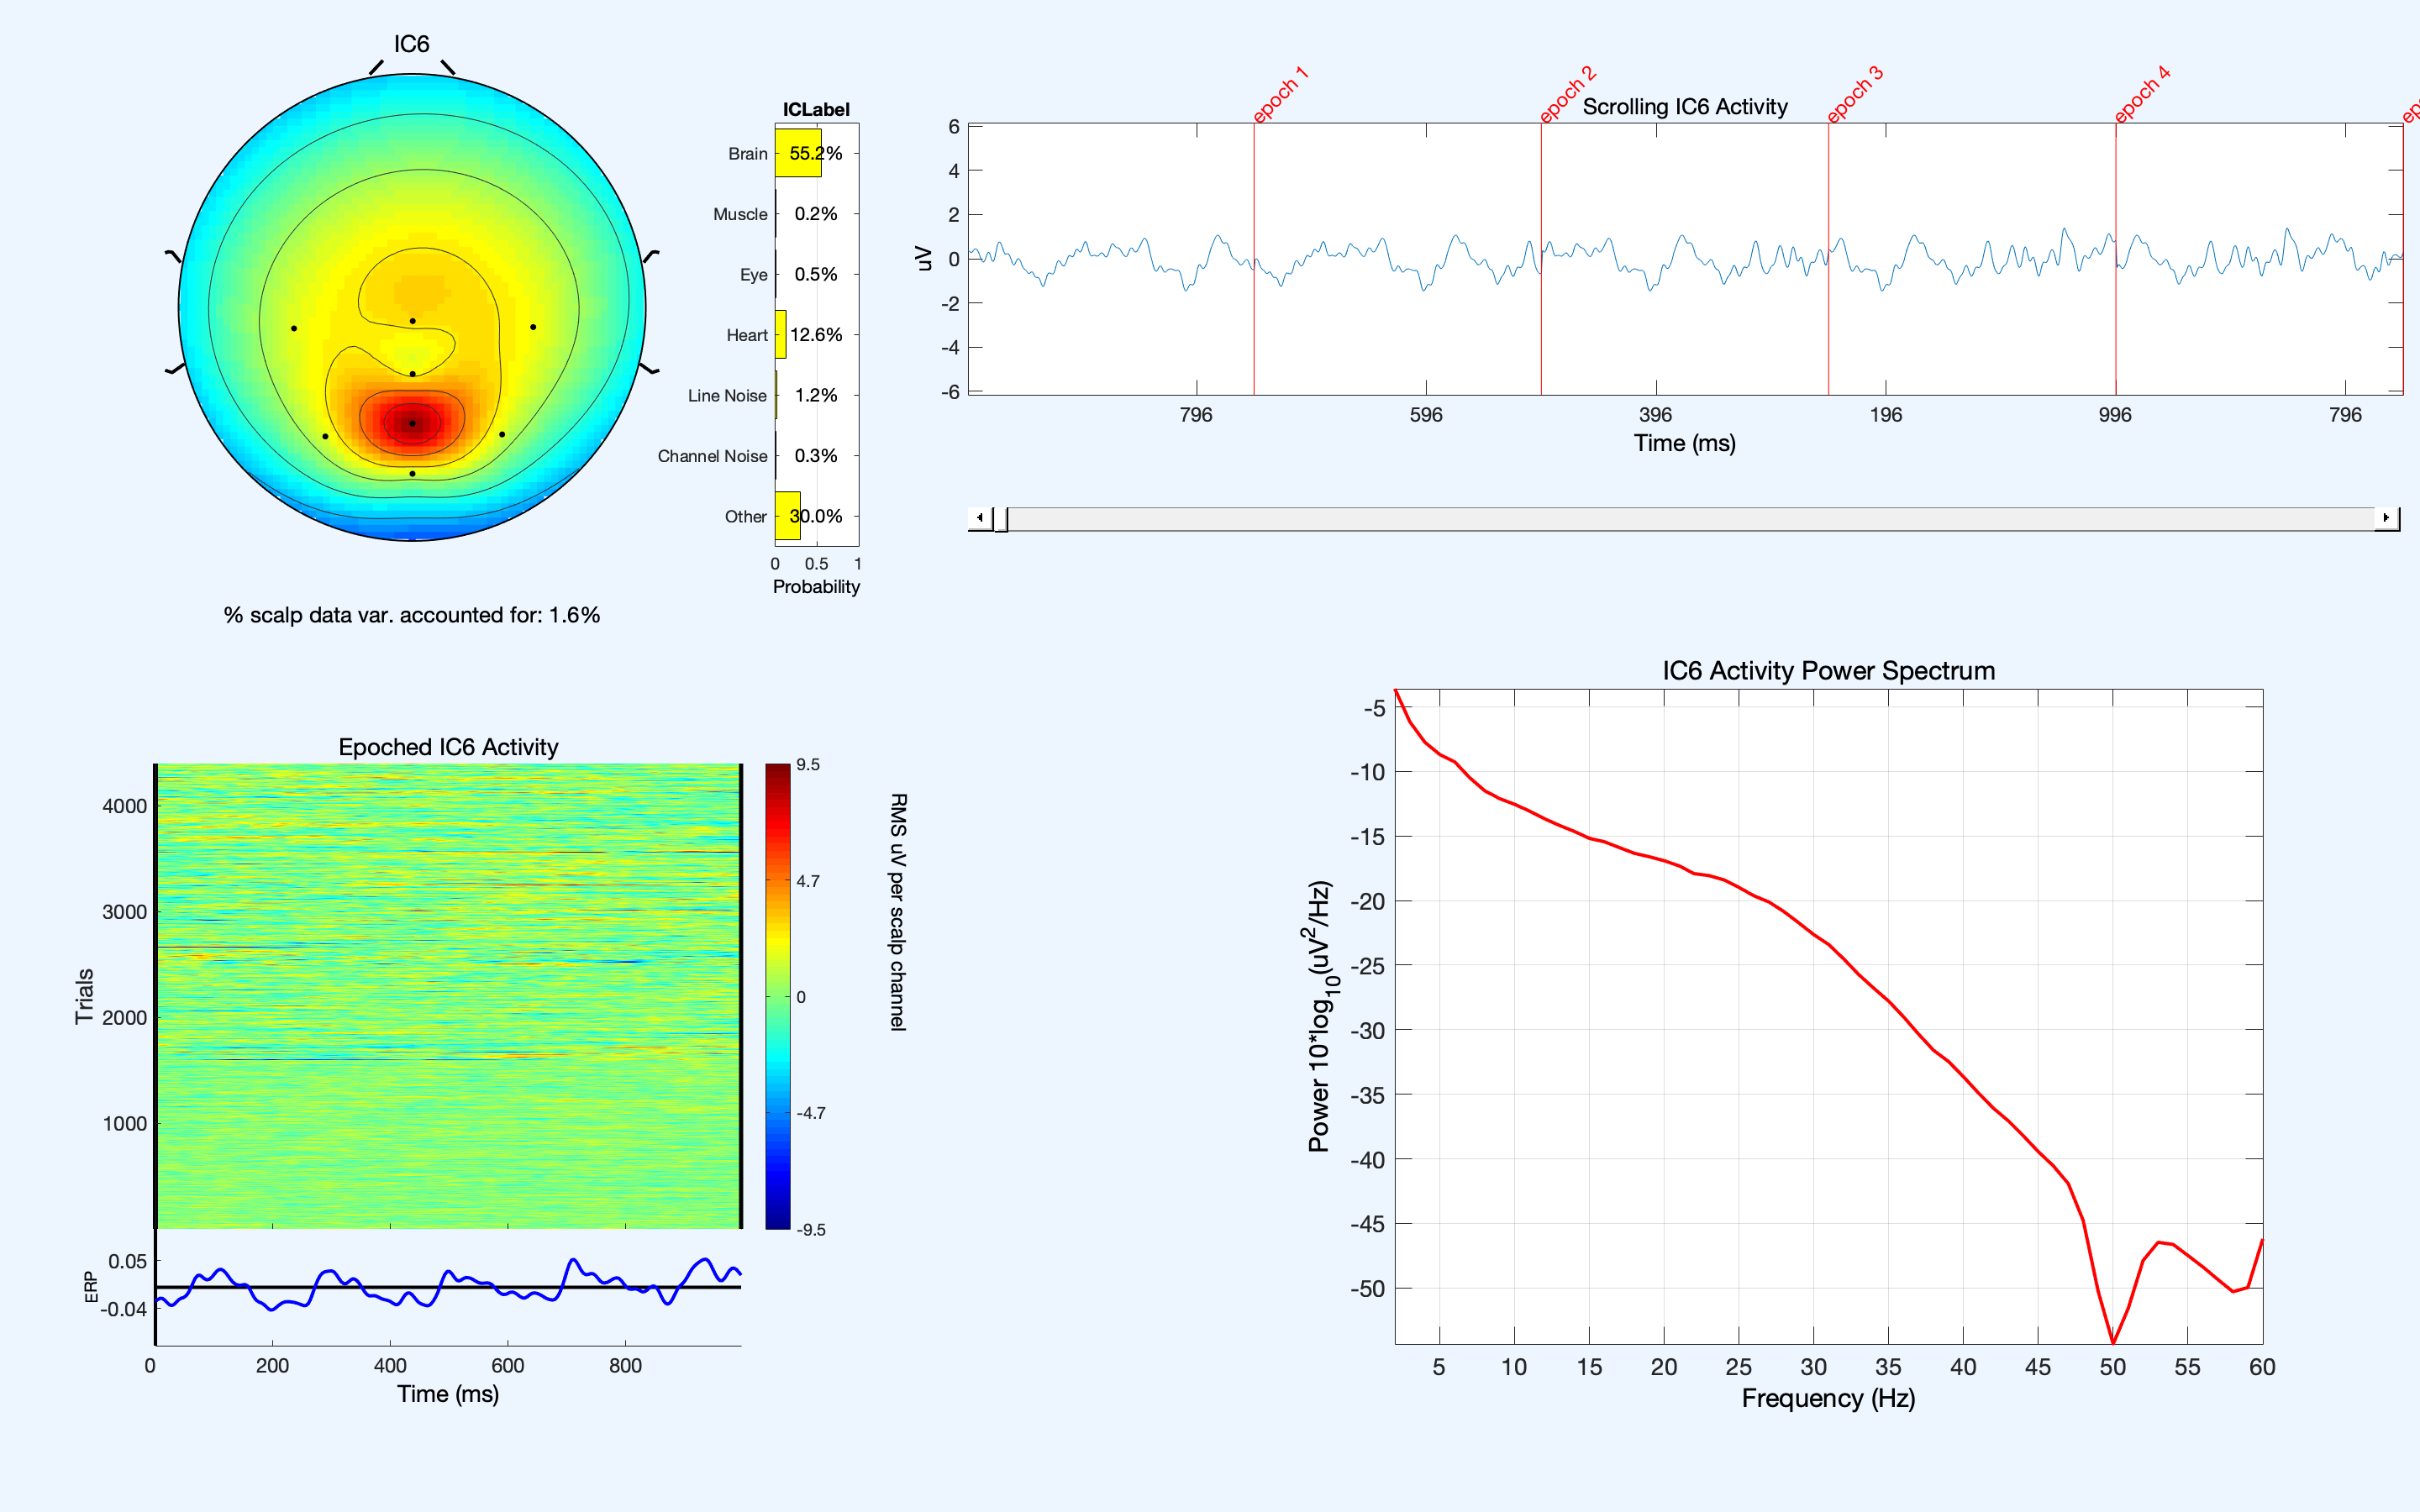 IC6
ICLabel
Brain 55.2%
Muscle 0.2%
Eye 0.5%
Heart 12.6%
Line Noise 1.2%
Channel Noise 0.3%
Other 30.0%
0 0.5 1
Probability
% scalp data var. accounted for: 1.6%
epoch 1
epoch 2
epoch 3
epoch 4
Scrolling IC6 Activity
6
4
2
0
-2
-4
-6
uV
796 596 396 196 996 796
Time (ms)
Epoched IC6 Activity
4000
3000
2000
1000
Trials
9.5
4.7
0
-4.7
-9.5
RMS uV per scalp channel
0.05
-0.04
ERP
0 200 400 600 800
Time (ms)
IC6 Activity Power Spectrum
-5
-10
-15
-20
-25
-30
-35
-40
-45
-50
Power 10*log10(uV2/Hz)
5 10 15 20 25 30 35 40 45 50 55 60
Frequency (Hz)